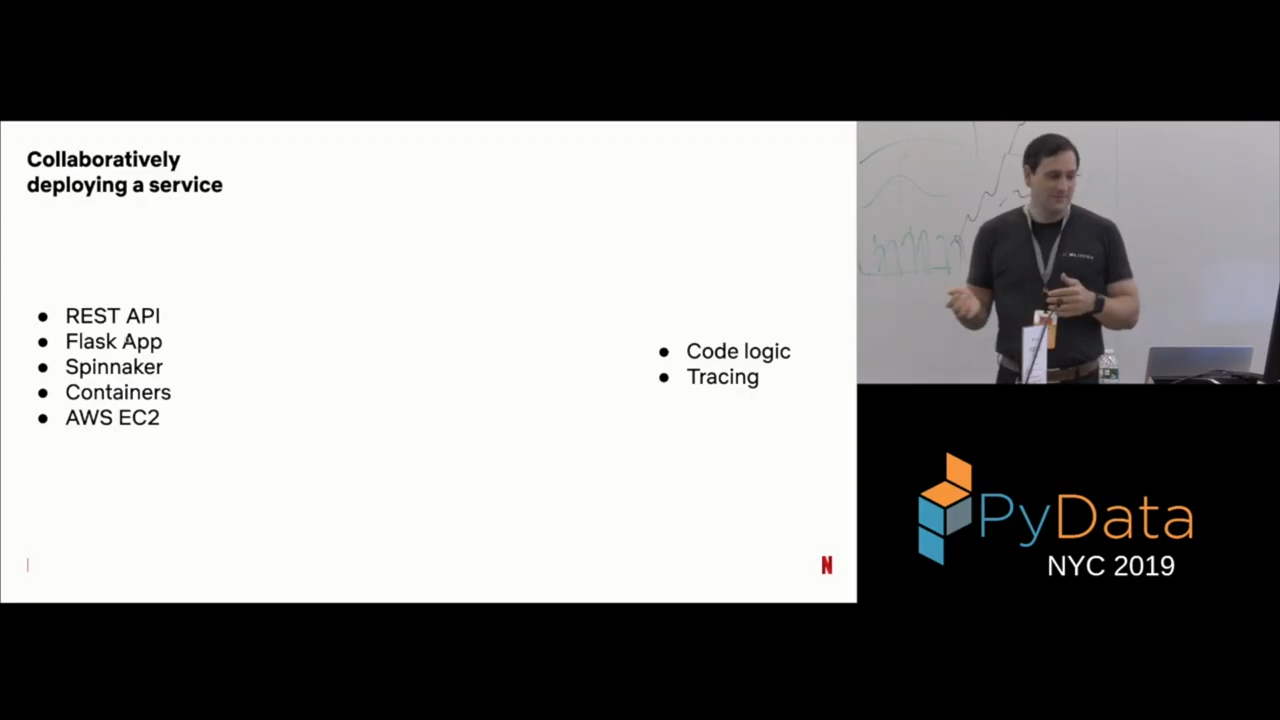 Collaboratively
deploying a service
● REST API
● Flask App
● Spinnaker
● Containers
● AWS EC2
● Code logic
● Tracing
N
PyData
NYC 2019